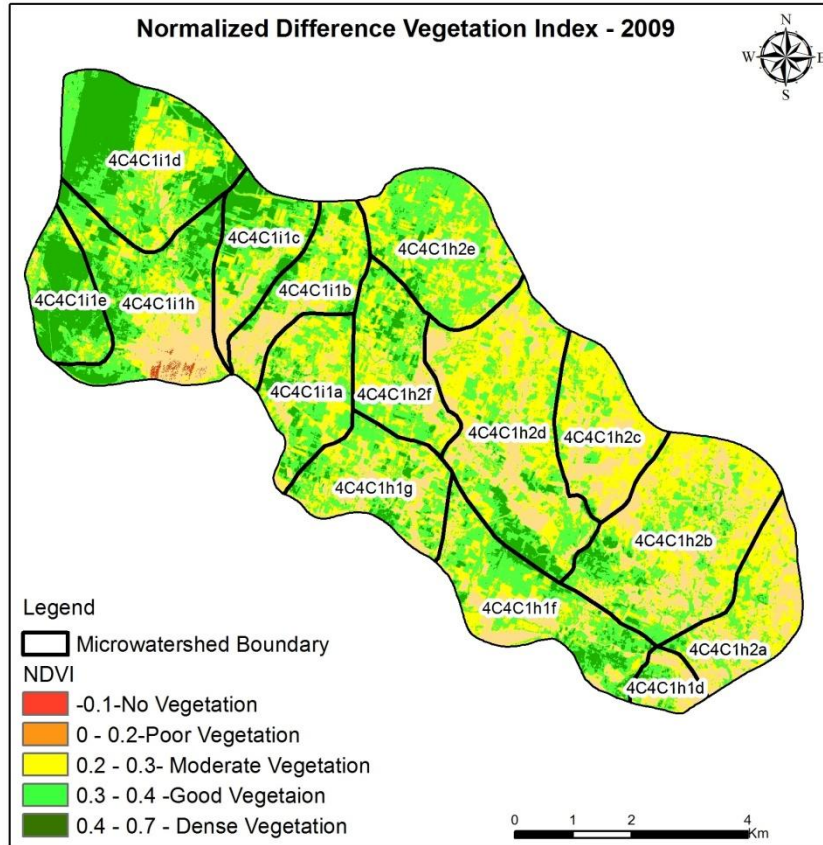 Normalized Difference Vegetation Index - 2009
N
W
E
S
4C4C1i1d
4C4C1i1c
4C4C1h2e
4C4C1i1e
4C4C1i1h
4C4C1i1b
4C4C1i1a
4C4C1h2f
4C4C1h2d
4C4C1h2c
4C4C1h1g
4C4C1h2b
4C4C1h1f
4C4C1h2a
4C4C1h1d
Legend
Microwatershed Boundary
NDVI
-0.1-No Vegetation
0 - 0.2-Poor Vegetation
0.2 - 0.3- Moderate Vegetation
0.3 - 0.4 -Good Vegetaion
0.4 - 0.7 - Dense Vegetation
0 1 2 4
Km